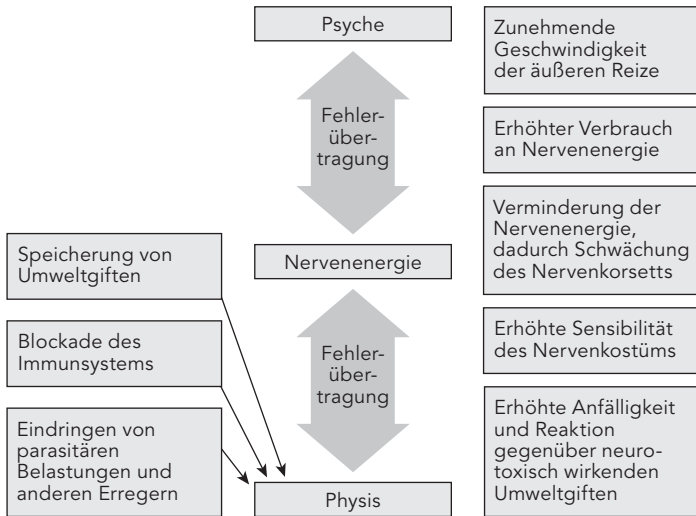 Psyche
Fehler-
über-
tragung
Nervenenergie
Fehler-
über-
tragung
Physis
Speicherung von
Umweltgiften
Blockade des
Immunsystems
Eindringen von
parasitären
Belastungen und
anderen Erregern
Zunehmende
Geschwindigkeit
der äußeren Reize
Erhöhter Verbrauch
an Nervenenergie
Verminderung der
Nervenenergie,
dadurch Schwächung
des Nervenkorsetts
Erhöhte Sensibilität
des Nervenkostüms
Erhöhte Anfälligkeit
und Reaktion
gegenüber neuro-
toxisch wirkenden
Umweltgiften